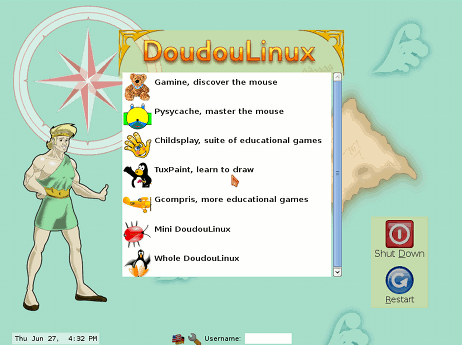 DoudouLinux
Gamine, discover the mouse
Pysycache, master the mouse
Childsplay, suite of educational games
TuxPaint, learn to draw
Gcompris, more educational games
Mini DoudouLinux
Whole DoudouLinux
Shut Down
Restart
Thu Jun 27, 4:32 PM
Username: